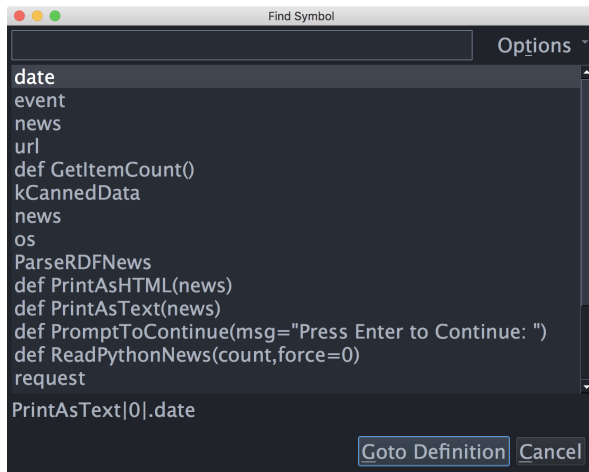 Find Symbol
Options
date
event
news
url
def GetItemCount()
kCannedData
news
os
ParseRDFNews
def PrintAsHTML(news)
def PrintAsText(news)
def PromptToContinue(msg="Press Enter to Continue: ")
def ReadPythonNews(count,force=0)
request
PrintAsText|0|.date
Goto Definition Cancel